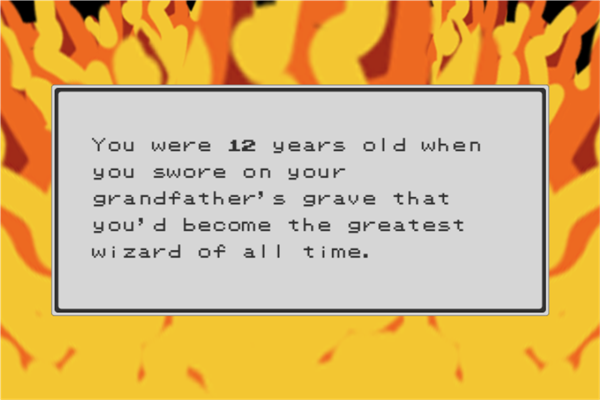 You were 12 years old when
you swore on your
grandfather's grave that
you'd become the greatest
wizard of all time.